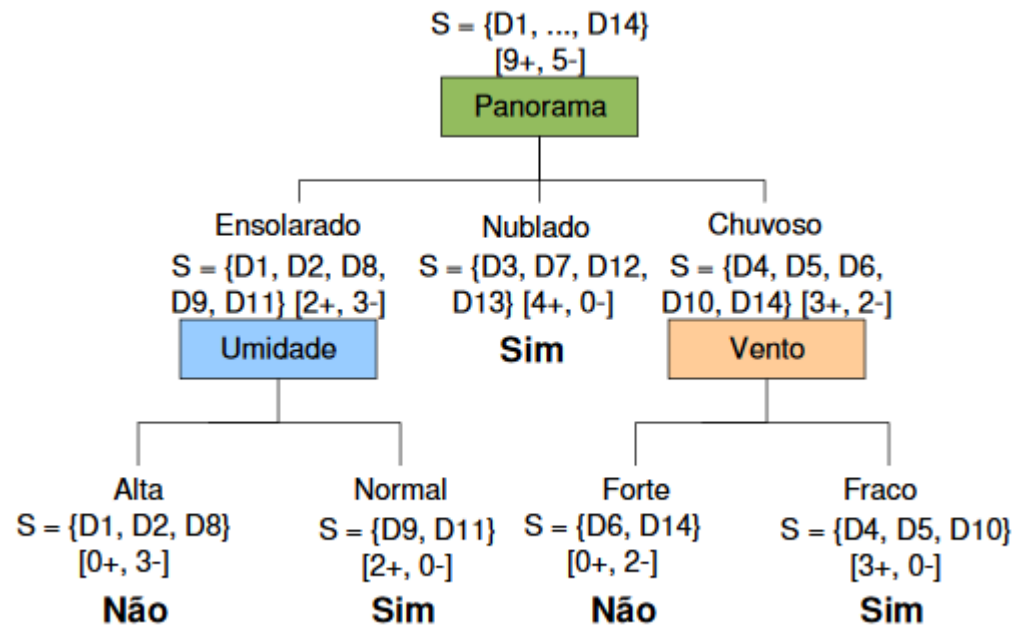 S = {D1, ..., D14}
[9+, 5-]
Panorama
Ensolarado
S = {D1, D2, D8,
D9, D11} [2+, 3-]
Umidade
Nublado
S = {D3, D7, D12,
D13} [4+, 0-]
Sim
Chuvoso
S = {D4, D5, D6,
D10, D14} [3+, 2-]
Vento
Alta
S = {D1, D2, D8}
[0+, 3-]
Não
Normal
S = {D9, D11}
[2+, 0-]
Sim
Forte
S = {D6, D14}
[0+, 2-]
Não
Fraco
S = {D4, D5, D10}
[3+, 0-]
Sim